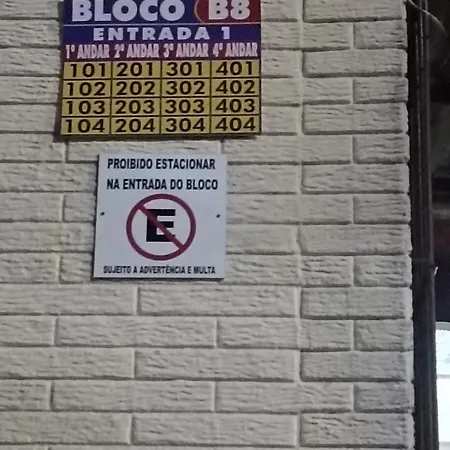 BLOCO B8
ENTRADA 1
1º ANDAR 2º ANDAR 3º ANDAR 4º ANDAR
101 201 301 401
102 202 302 402
103 203 303 403
104 204 304 404
PROIBIDO ESTACIONAR
NA ENTRADA DO BLOCO
E
SUJEITO A ADVERTÊNCIA E MULTA